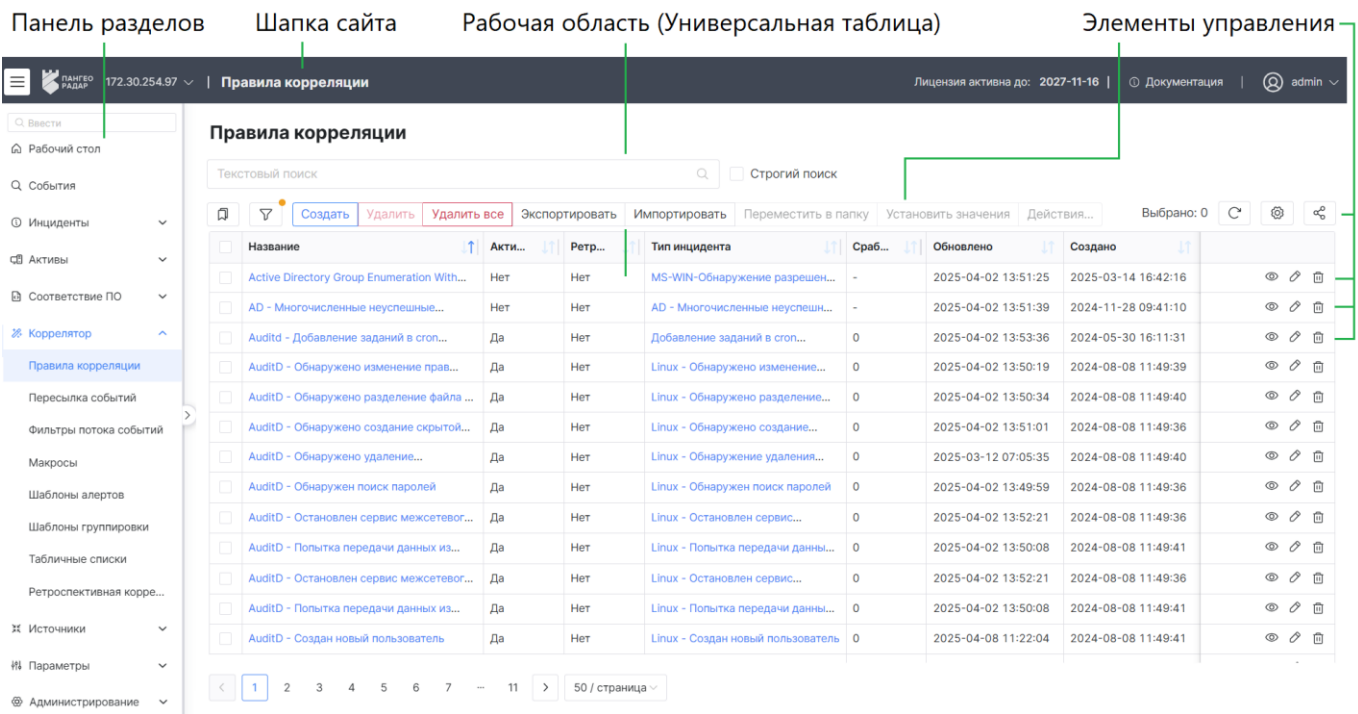 Панель разделов Шапка сайта Рабочая область (Универсальная таблица) Элементы управления
ПАНГЕО РАДАР 172.30.254.97 | Правила корреляции Лицензия активна до: 2027-11-16 | Документация | admin
Ввести
Рабочий стол
События
Инциденты
Активы
Соответствие ПО
Коррелятор
Правила корреляции
Пересылка событий
Фильтры потока событий
Макросы
Шаблоны алертов
Шаблоны группировки
Табличные списки
Ретроспективная корре...
Источники
Параметры
Администрирование
Правила корреляции
Текстовый поиск Строгий поиск
Создать Удалить Удалить все Экспортировать Импортировать Переместить в папку Установить значения Действия... Выбрано: 0
Название Акти... Ретр... Тип инцидента Сраб... Обновлено Создано
Active Directory Group Enumeration With... Нет Нет MS-WIN-Обнаружение разрешен... - 2025-04-02 13:51:25 2025-03-14 16:42:16
AD - Многочисленные неуспешные... Нет Нет AD - Многочисленные неуспешн... - 2025-04-02 13:51:39 2024-11-28 09:41:10
Auditd - Добавление заданий в cron... Да Нет Добавление заданий в cron... 0 2025-04-02 13:53:36 2024-05-30 16:11:31
AuditD - Обнаружено изменение прав... Да Нет Linux - Обнаружено изменение... 0 2025-04-02 13:50:19 2024-08-08 11:49:39
AuditD - Обнаружено разделение файла ... Да Нет Linux - Обнаружено разделение... 0 2025-04-02 13:50:34 2024-08-08 11:49:40
AuditD - Обнаружено создание скрытой... Да Нет Linux - Обнаружено создание... 0 2025-04-02 13:51:01 2024-08-08 11:49:36
AuditD - Обнаружено удаление... Да Нет Linux - Обнаружение удаления... 0 2025-03-12 07:05:35 2024-08-08 11:49:40
AuditD - Обнаружен поиск паролей Да Нет Linux - Обнаружен поиск паролей 0 2025-04-02 13:49:59 2024-08-08 11:49:36
AuditD - Остановлен сервис межсетевог... Да Нет Linux - Остановлен сервис... 0 2025-04-02 13:52:21 2024-08-08 11:49:36
AuditD - Попытка передачи данных из... Да Нет Linux - Попытка передачи данны... 0 2025-04-02 13:50:08 2024-08-08 11:49:41
AuditD - Остановлен сервис межсетевог... Да Нет Linux - Остановлен сервис... 0 2025-04-02 13:52:21 2024-08-08 11:49:36
AuditD - Попытка передачи данных из... Да Нет Linux - Попытка передачи данны... 0 2025-04-02 13:50:08 2024-08-08 11:49:41
AuditD - Создан новый пользователь Да Нет Linux - Создан новый пользователь 0 2025-04-08 11:22:04 2024-08-08 11:49:41
< 1 2 3 4 5 6 7 ... 11 > 50 / страница